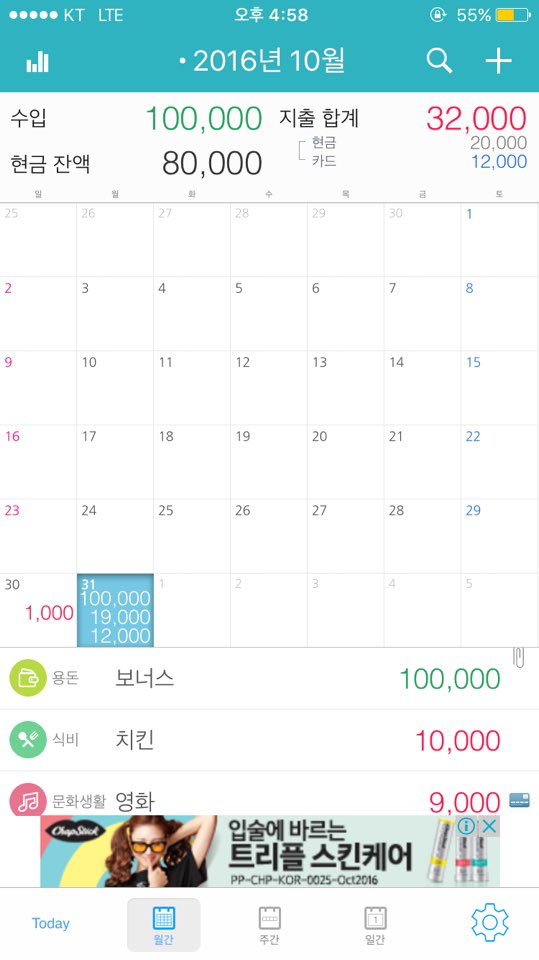 KT LTE 오후 4:58 55%
• 2016년 10월
수입 100,000 지출 합계 32,000
현금 20,000
현금 잔액 80,000 카드 12,000
일 월 화 수 목 금 토
25 26 27 28 29 30 1
2 3 4 5 6 7 8
9 10 11 12 13 14 15
16 17 18 19 20 21 22
23 24 25 26 27 28 29
30 31 1 2 3 4 5
100,000
1,000 19,000
12,000
용돈 보너스 100,000
식비 치킨 10,000
문화생활 영화 9,000
ChapStick
입술에 바르는
트리플 스킨케어
PP-CHP-KOR-0025-Oct2016
Today 월간 주간 1 일간